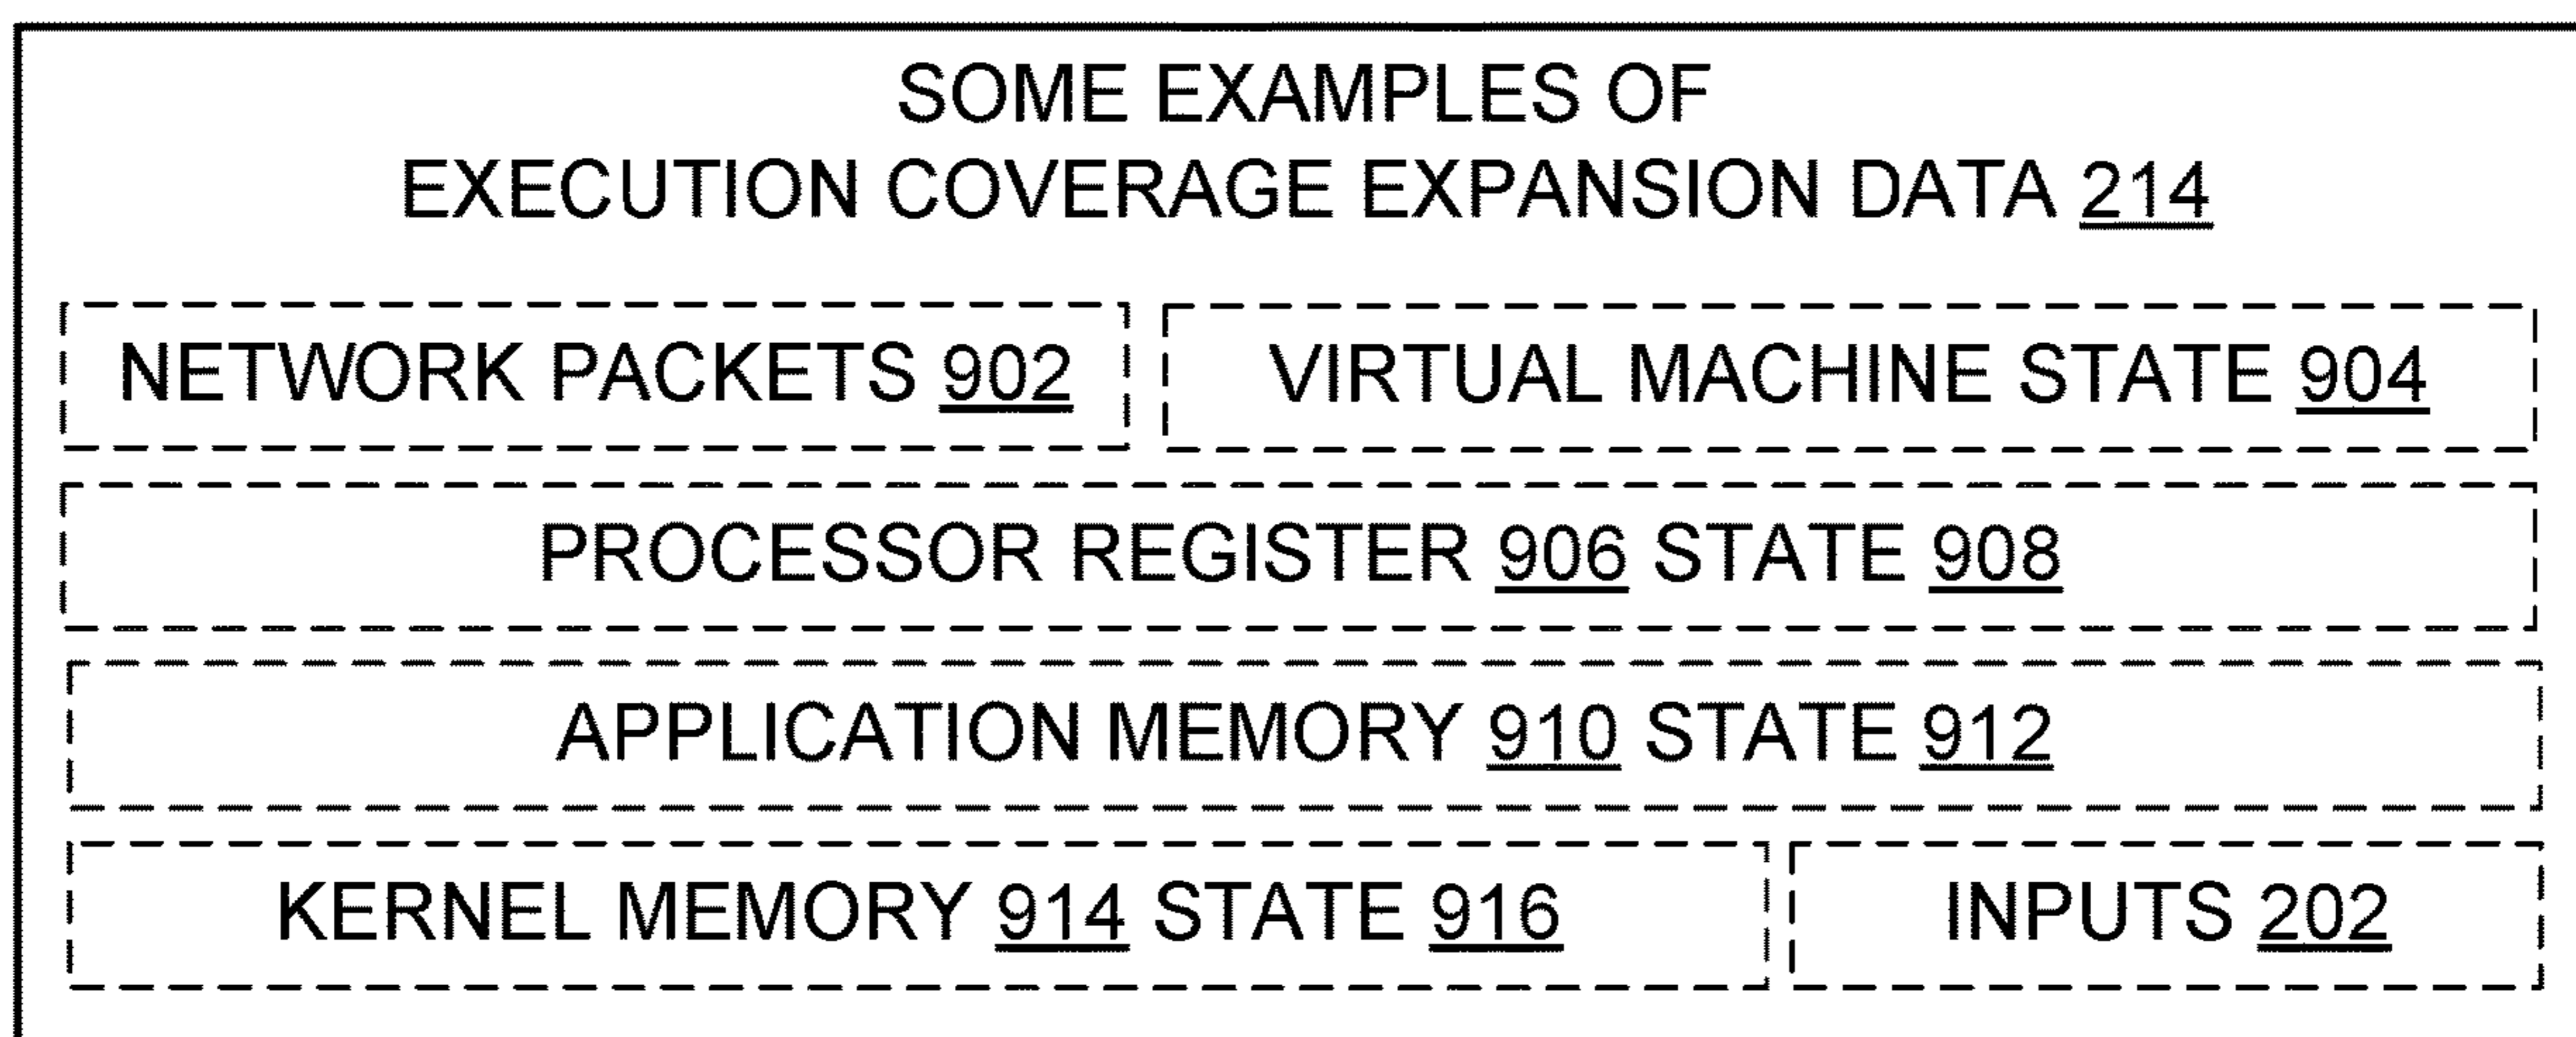 SOME EXAMPLES OF
EXECUTION COVERAGE EXPANSION DATA 214
NETWORK PACKETS 902 VIRTUAL MACHINE STATE 904
PROCESSOR REGISTER 906 STATE 908
APPLICATION MEMORY 910 STATE 912
KERNEL MEMORY 914 STATE 916 INPUTS 202